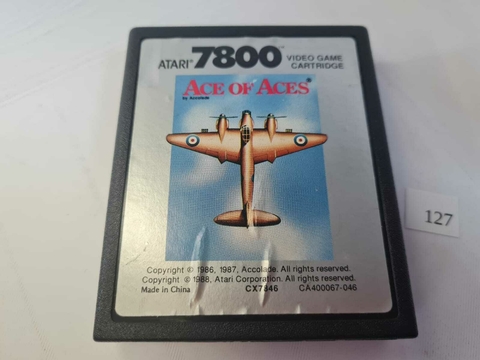 ATARI® 7800™ VIDEO GAME
CARTRIDGE
ACE OF ACES®
by Accolade
Copyright © 1986, 1987, Accolade. All rights reserved.
Copyright © 1988, Atari Corporation. All rights reserved.
Made in China CX7846 CA400067-046
127